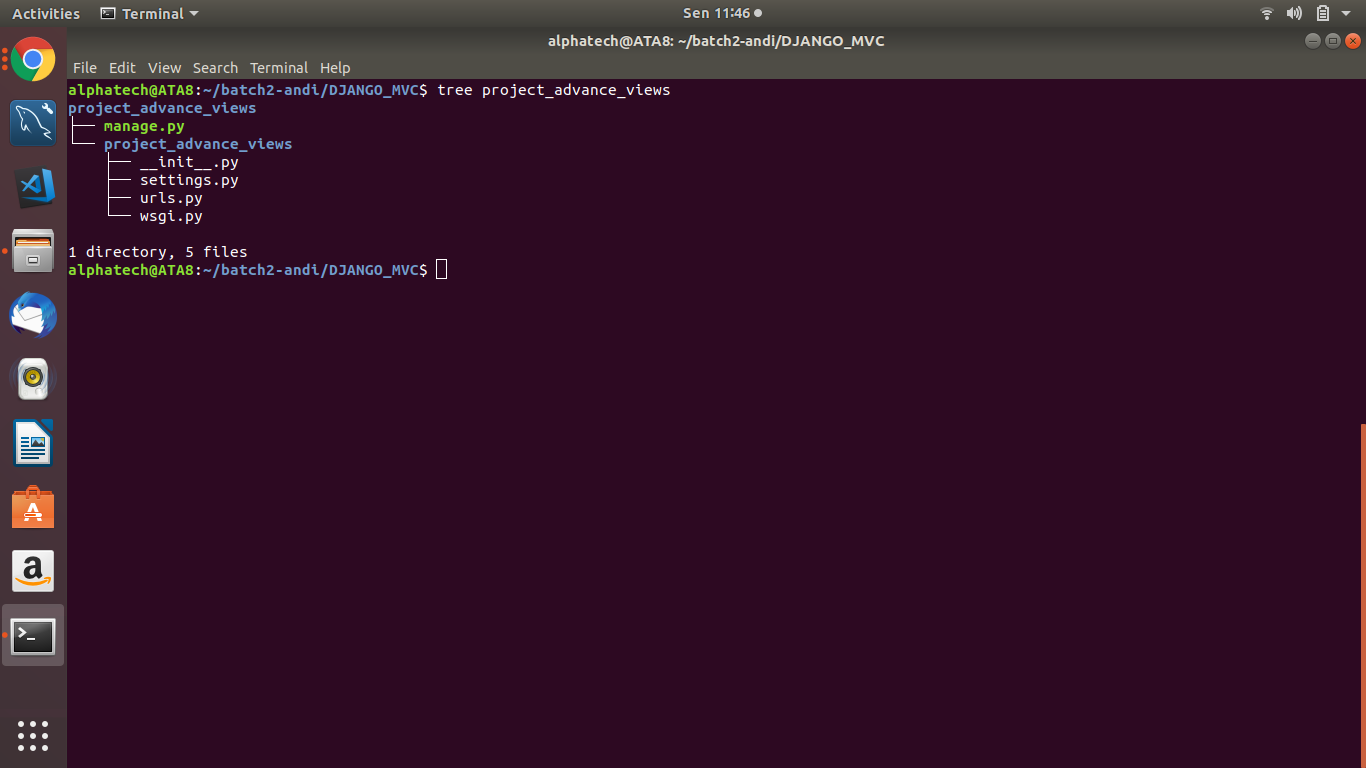 Activities Terminal Sen 11:46
alphatech@ATA8: ~/batch2-andi/DJANGO_MVC
File Edit View Search Terminal Help
alphatech@ATA8:~/batch2-andi/DJANGO_MVC$ tree project_advance_views
project_advance_views
├── manage.py
└── project_advance_views
    ├── __init__.py
    ├── settings.py
    ├── urls.py
    └── wsgi.py
1 directory, 5 files
alphatech@ATA8:~/batch2-andi/DJANGO_MVC$